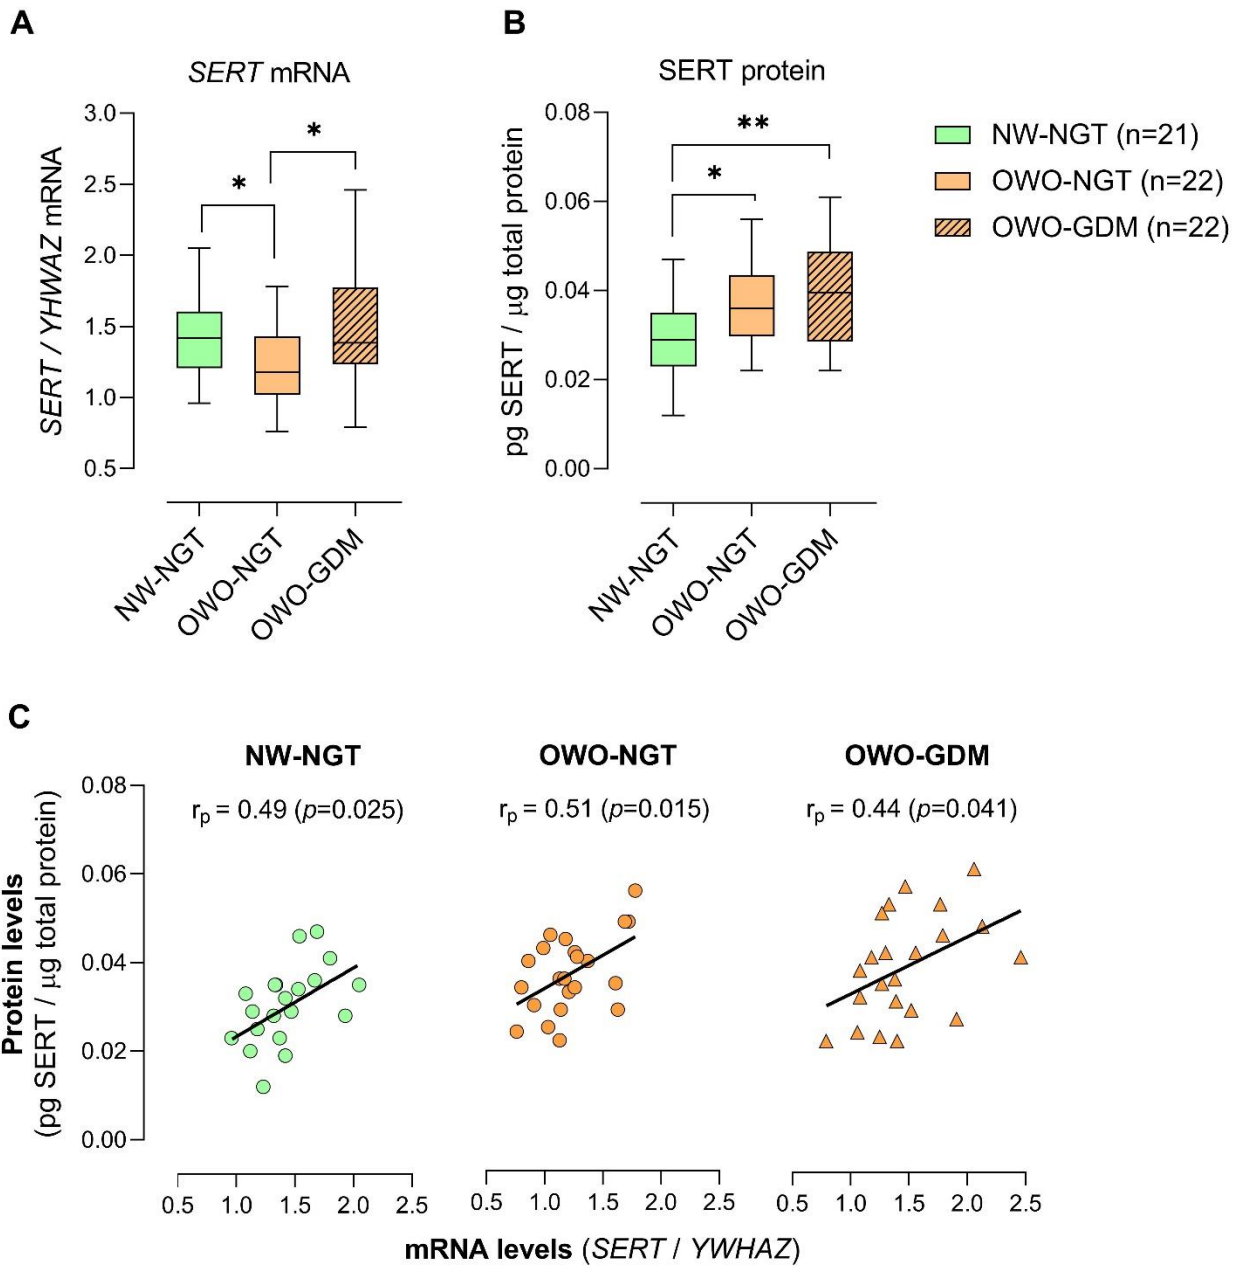 A
B
SERT mRNA
SERT protein
SERT / YHWAZ mRNA
3.0
2.5
2.0
1.5
1.0
0.5
*
*
NW-NGT
OWO-NGT
OWO-GDM
pg SERT / μg total protein
0.08
0.06
0.04
0.02
0.00
**
*
NW-NGT
OWO-NGT
OWO-GDM
NW-NGT (n=21)
OWO-NGT (n=22)
OWO-GDM (n=22)
C
NW-NGT
OWO-NGT
OWO-GDM
rp = 0.49 (p=0.025)
rp = 0.51 (p=0.015)
rp = 0.44 (p=0.041)
Protein levels
(pg SERT / μg total protein)
0.08
0.06
0.04
0.02
0.00
0.5 1.0 1.5 2.0 2.5
0.5 1.0 1.5 2.0 2.5
0.5 1.0 1.5 2.0 2.5
mRNA levels (SERT / YWHAZ)